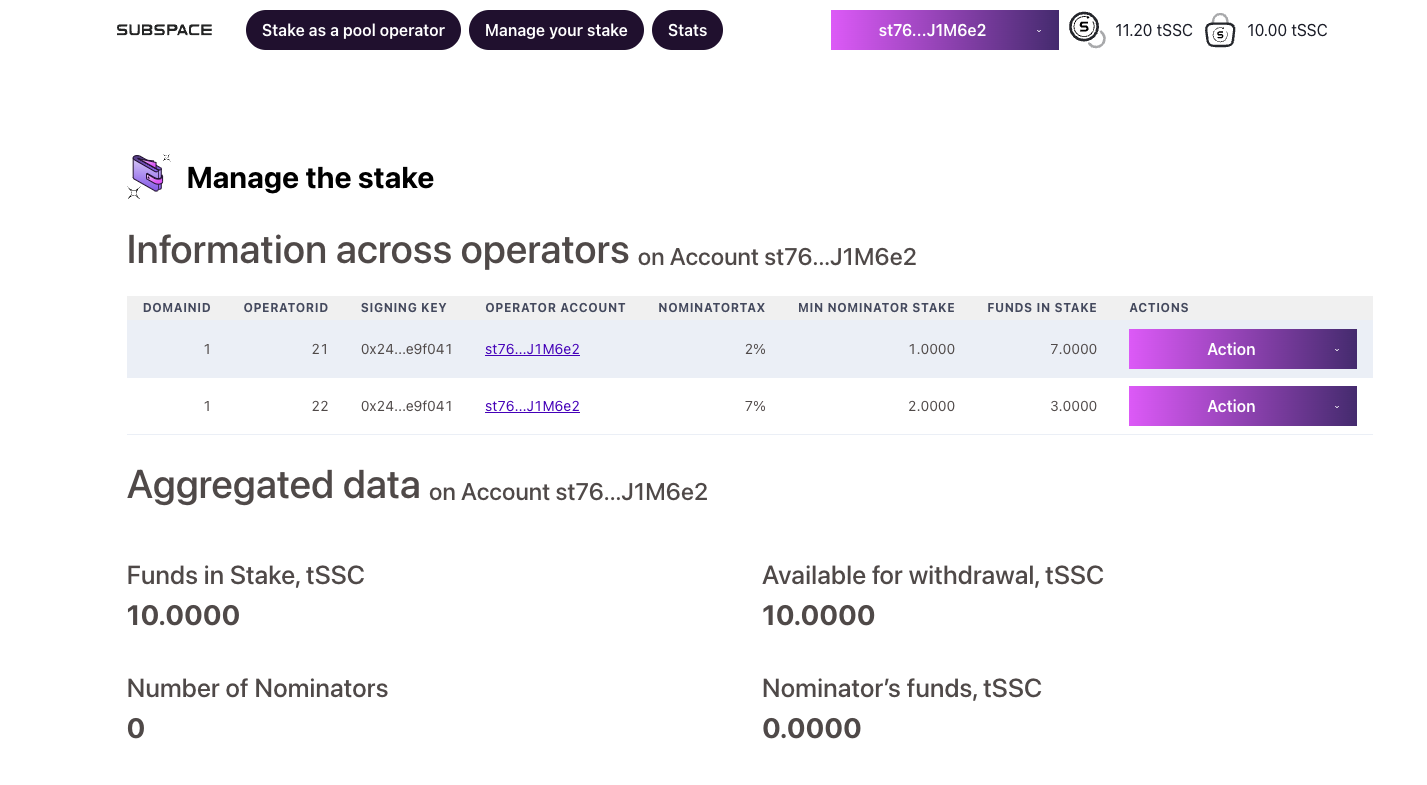 SUBSPACE Stake as a pool operator Manage your stake Stats st76...J1M6e2 S 11.20 tSSC S 10.00 tSSC
Manage the stake
Information across operators on Account st76...J1M6e2
DOMAINID OPERATORID SIGNING KEY OPERATOR ACCOUNT NOMINATORTAX MIN NOMINATOR STAKE FUNDS IN STAKE ACTIONS
1 21 0x24...e9f041 st76...J1M6e2 2% 1.0000 7.0000 Action
1 22 0x24...e9f041 st76...J1M6e2 7% 2.0000 3.0000 Action
Aggregated data on Account st76...J1M6e2
Funds in Stake, tSSC Available for withdrawal, tSSC
10.0000 10.0000
Number of Nominators Nominator’s funds, tSSC
0 0.0000